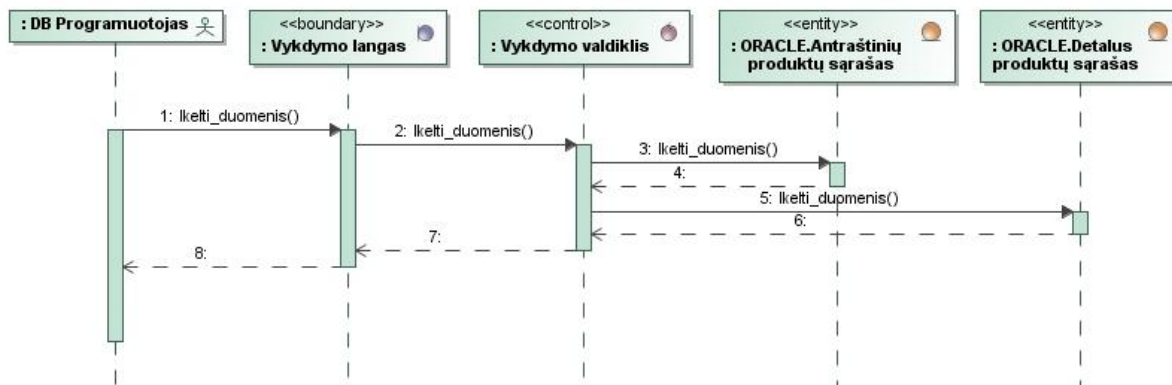 : DB Programuotojas
<<boundary>>
: Vykdymo langas
<<control>>
: Vykdymo valdiklis
<<entity>>
: ORACLE.Antraštinių
produktų sąrašas
<<entity>>
: ORACLE.Detalus
produktų sąrašas
1: Ikelti_duomenis()
2: Ikelti_duomenis()
3: Ikelti_duomenis()
4:
5: Ikelti_duomenis()
6:
7:
8: